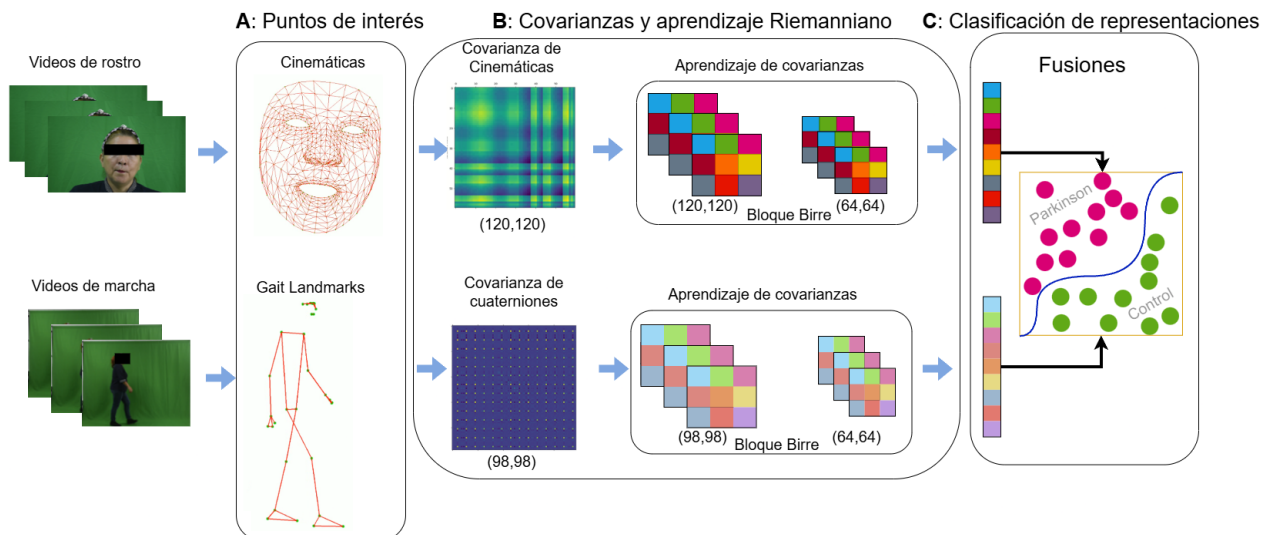 A: Puntos de interés
B: Covarianzas y aprendizaje Riemanniano
C: Clasificación de representaciones
Videos de rostro
Cinemáticas
Covarianza de
Cinemáticas
(120,120)
Aprendizaje de covarianzas
(120,120)
(64,64)
Bloque Birre
Fusiones
Parkinson
Control
Videos de marcha
Gait Landmarks
Covarianza de
cuaterniones
(98,98)
Aprendizaje de covarianzas
(98,98)
(64,64)
Bloque Birre